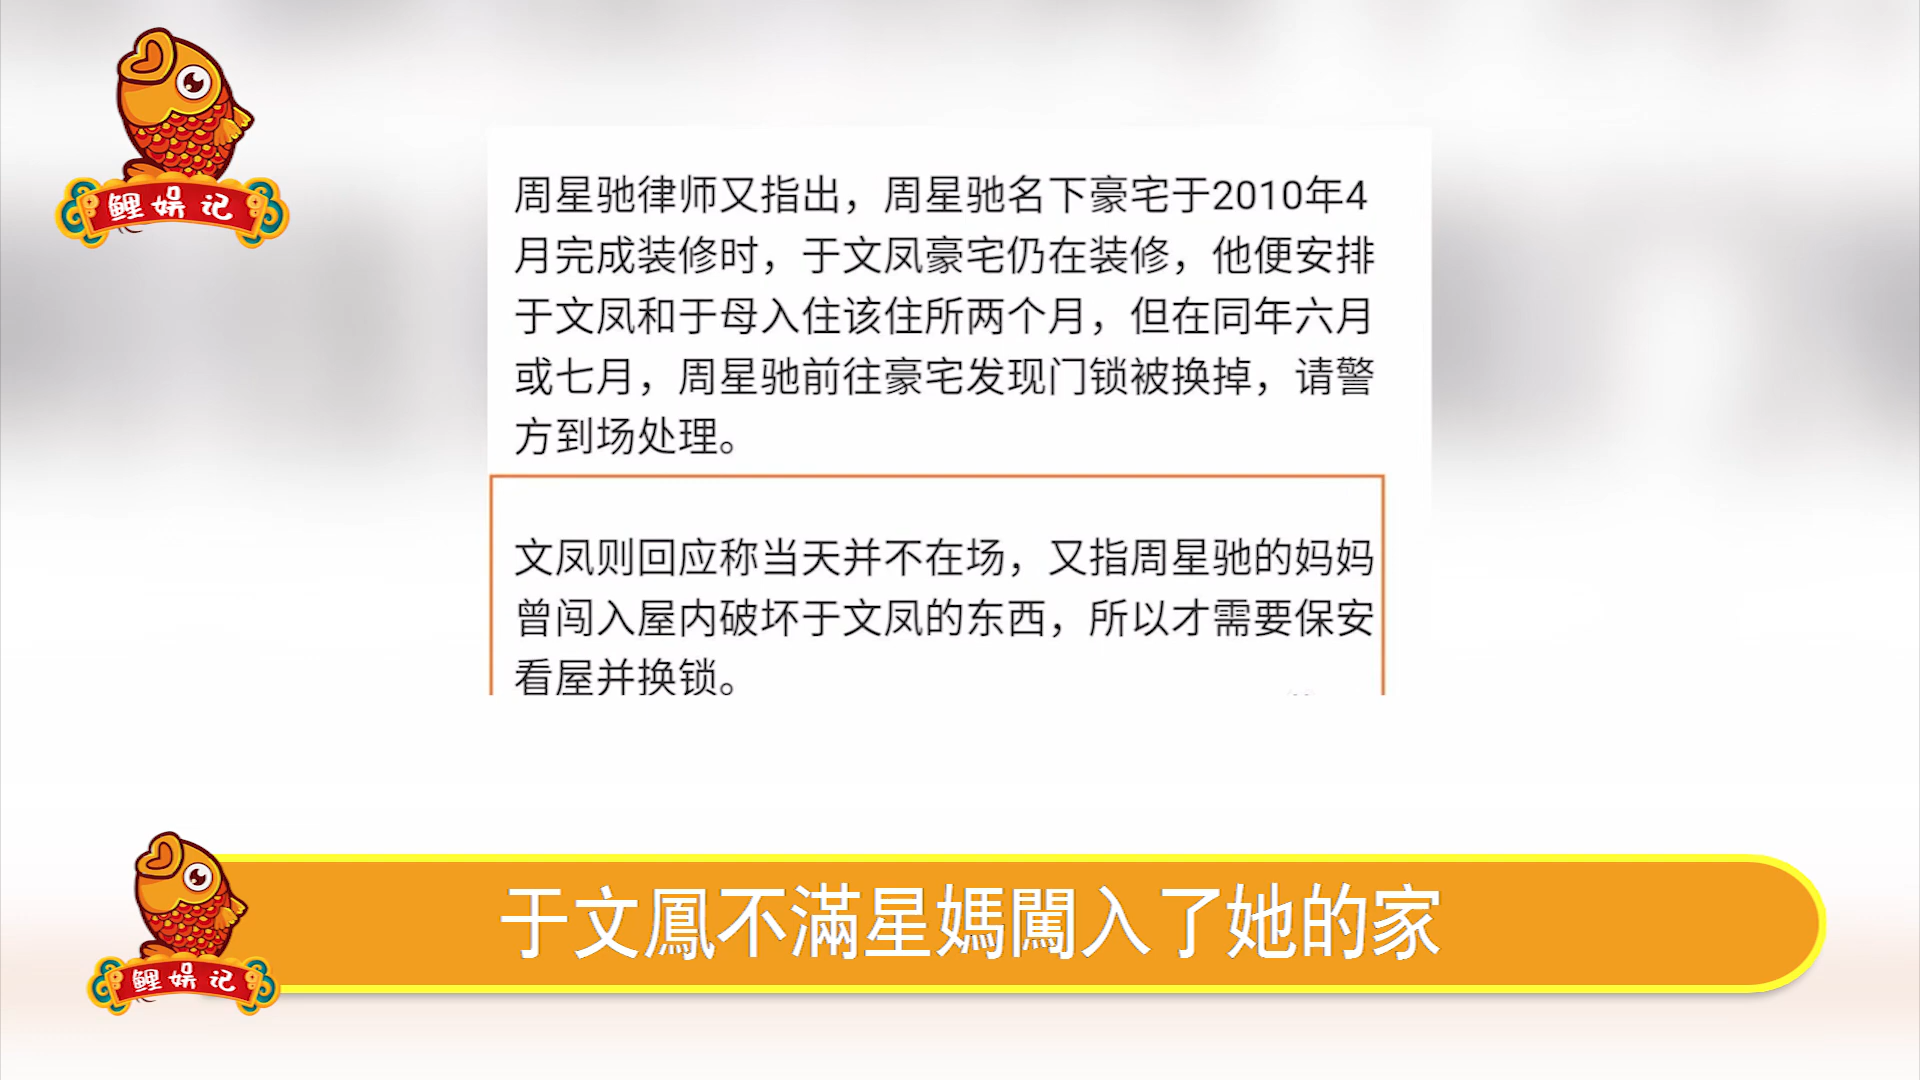 鲤娱记
周星驰律师又指出，周星驰名下豪宅于2010年4
月完成装修时，于文凤豪宅仍在装修，他便安排
于文凤和于母入住该住所两个月，但在同年六月
或七月，周星驰前往豪宅发现门锁被换掉，请警
方到场处理。
文凤则回应称当天并不在场，又指周星驰的妈妈
曾闯入屋内破坏于文凤的东西，所以才需要保安
看屋并换锁。
于文鳳不滿星媽闖入了她的家
鲤娱记